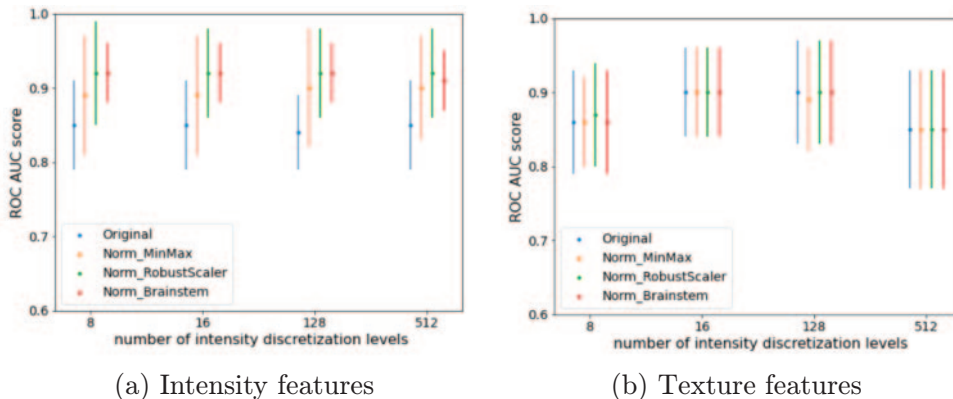 1.0
0.9
0.8
0.7
0.6
ROC AUC score
Original
Norm_MinMax
Norm_RobustScaler
Norm_Brainstem
8 16 128 512
number of intensity discretization levels
(a) Intensity features
1.0
0.9
0.8
0.7
0.6
ROC AUC score
Original
Norm_MinMax
Norm_RobustScaler
Norm_Brainstem
8 16 128 512
number of intensity discretization levels
(b) Texture features